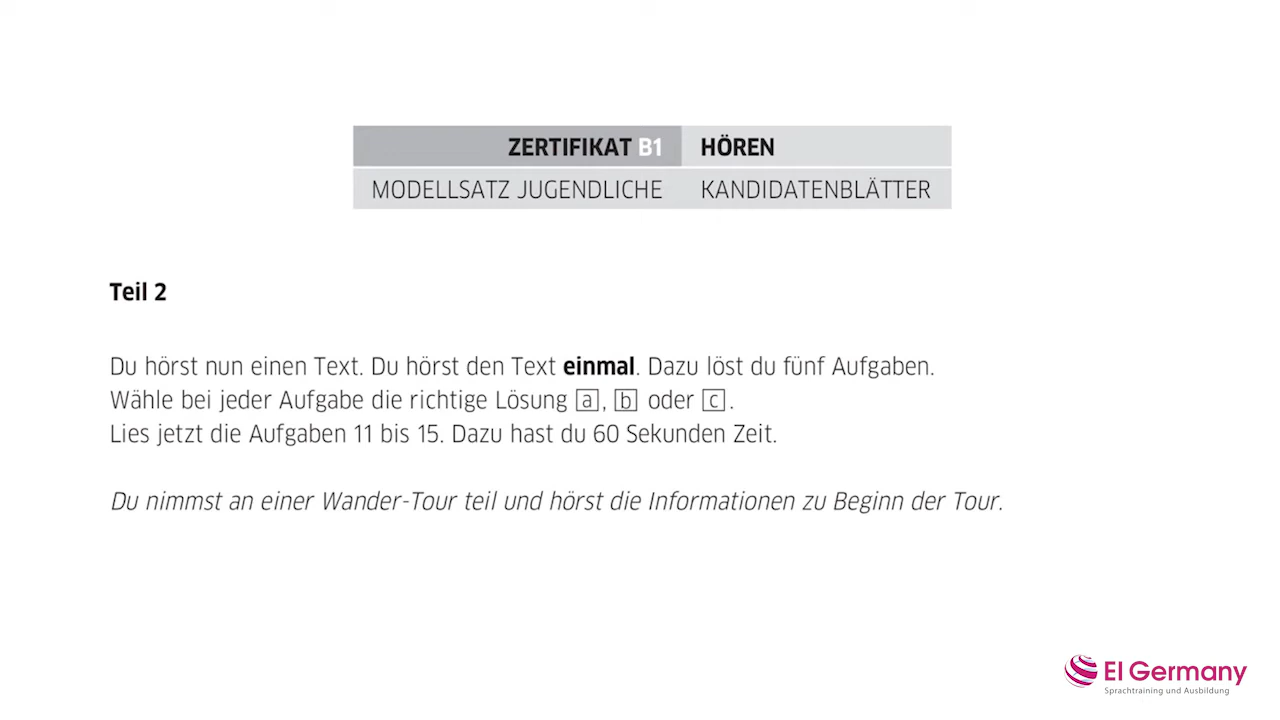 ZERTIFIKAT B1 HÖREN
MODELLSATZ JUGENDLICHE KANDIDATENBLÄTTER
Teil 2
Du hörst nun einen Text. Du hörst den Text einmal. Dazu löst du fünf Aufgaben.
Wähle bei jeder Aufgabe die richtige Lösung a, b oder c.
Lies jetzt die Aufgaben 11 bis 15. Dazu hast du 60 Sekunden Zeit.
Du nimmst an einer Wander-Tour teil und hörst die Informationen zu Beginn der Tour.
EI Germany
Sprachtraining und Ausbildung